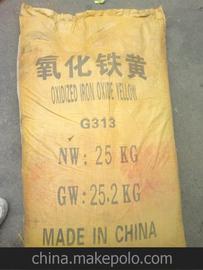 氧化铁黄
OXIDIZED IRON OXIDE YELLOW
G313
NW: 25 KG
GW: 25.2 KG
MADE IN CHINA
china.makepolo.com